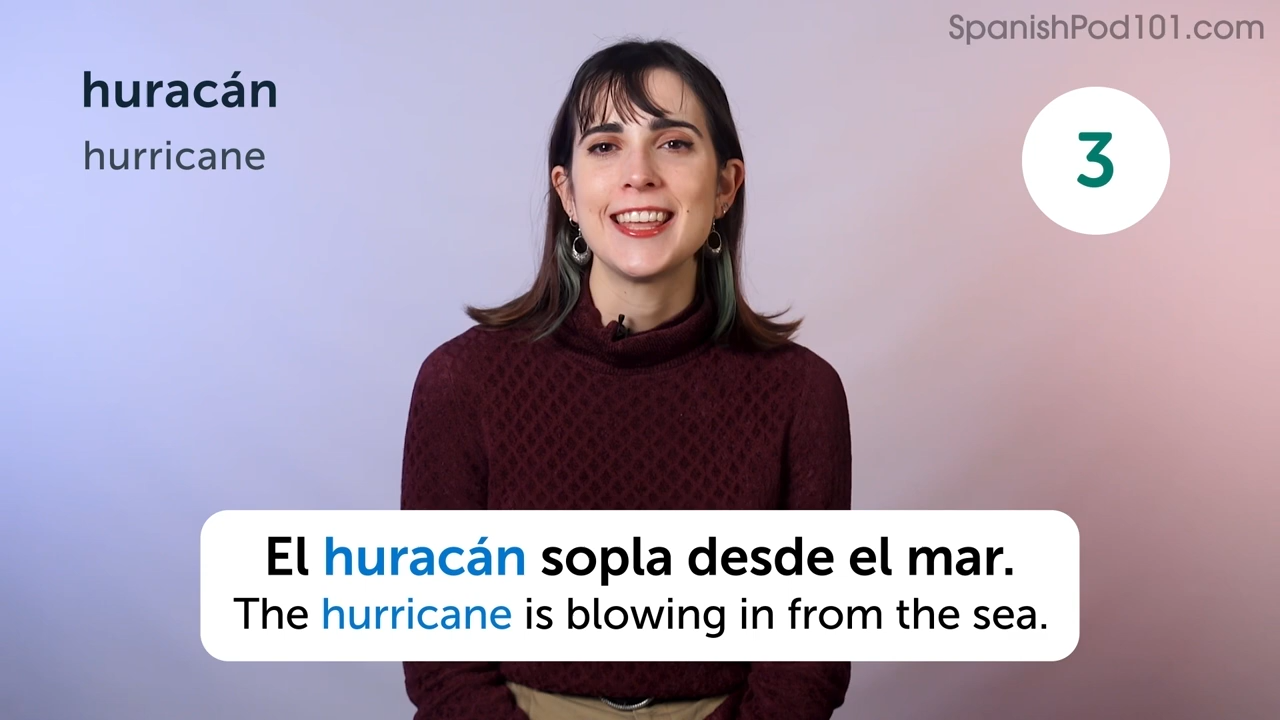 SpanishPod101.com
huracán
hurricane
3
El huracán sopla desde el mar.
The hurricane is blowing in from the sea.